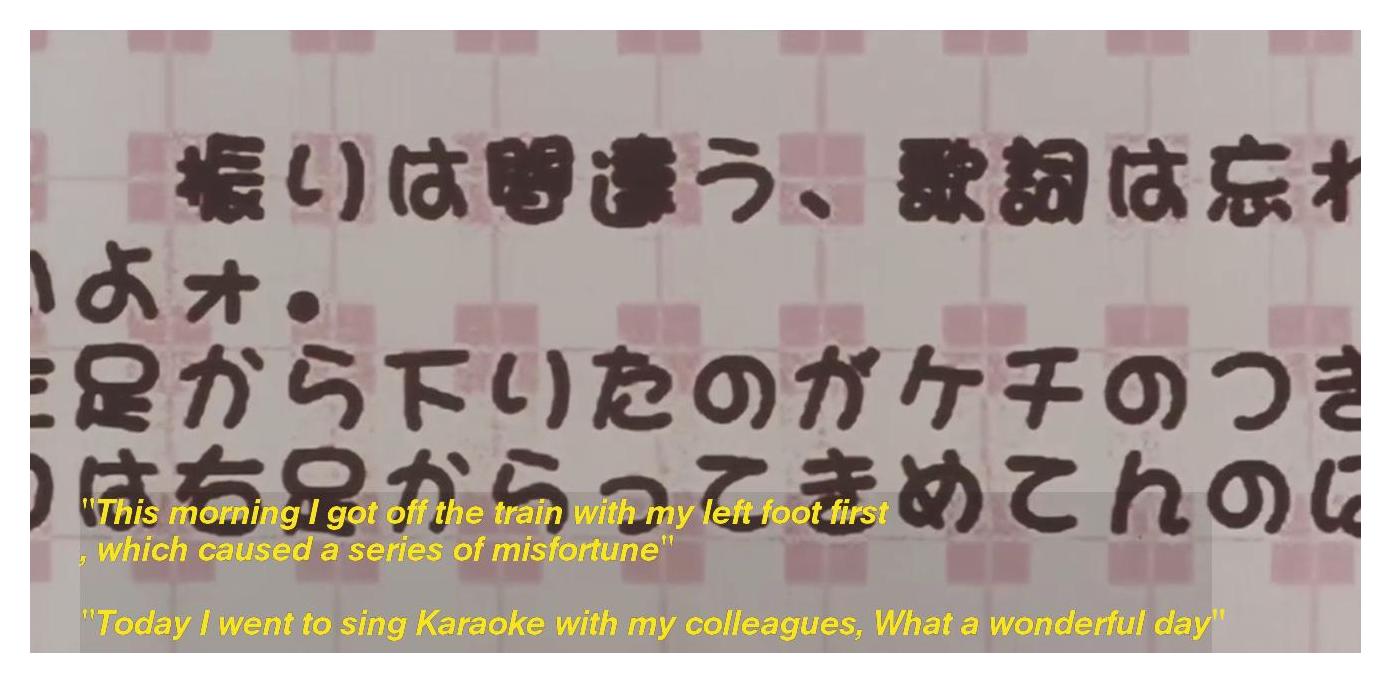 振りは間違う、歌詞は忘れ
いよォ。
左足から下りたのがケチのつき
のは右足からってきめてんのに
"This morning I got off the train with my left foot first
, which caused a series of misfortune"
"Today I went to sing Karaoke with my colleagues, What a wonderful day"